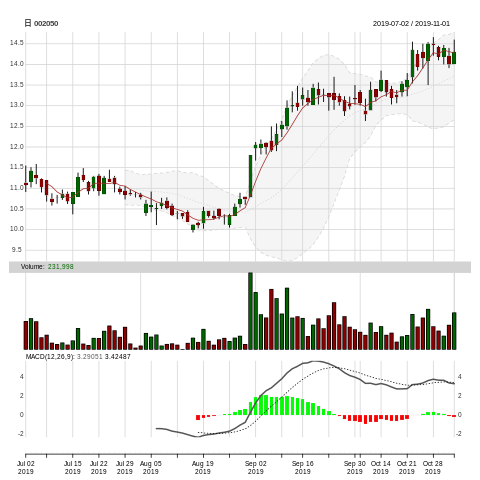 日 002050
2019-07-02 / 2019-11-01
14.5
14.0
13.5
13.0
12.5
12.0
11.5
11.0
10.5
10.0
9.5
Volume: 231,998
MACD(12,26,9): 3.29051 3.42487
4 4
2 2
0 0
-2 -2
Jul 02 Jul 15 Jul 22 Jul 29 Aug 05 Aug 19 Sep 02 Sep 16 Sep 30 Oct 14 Oct 21 Oct 28
2019 2019 2019 2019 2019 2019 2019 2019 2019 2019 2019 2019